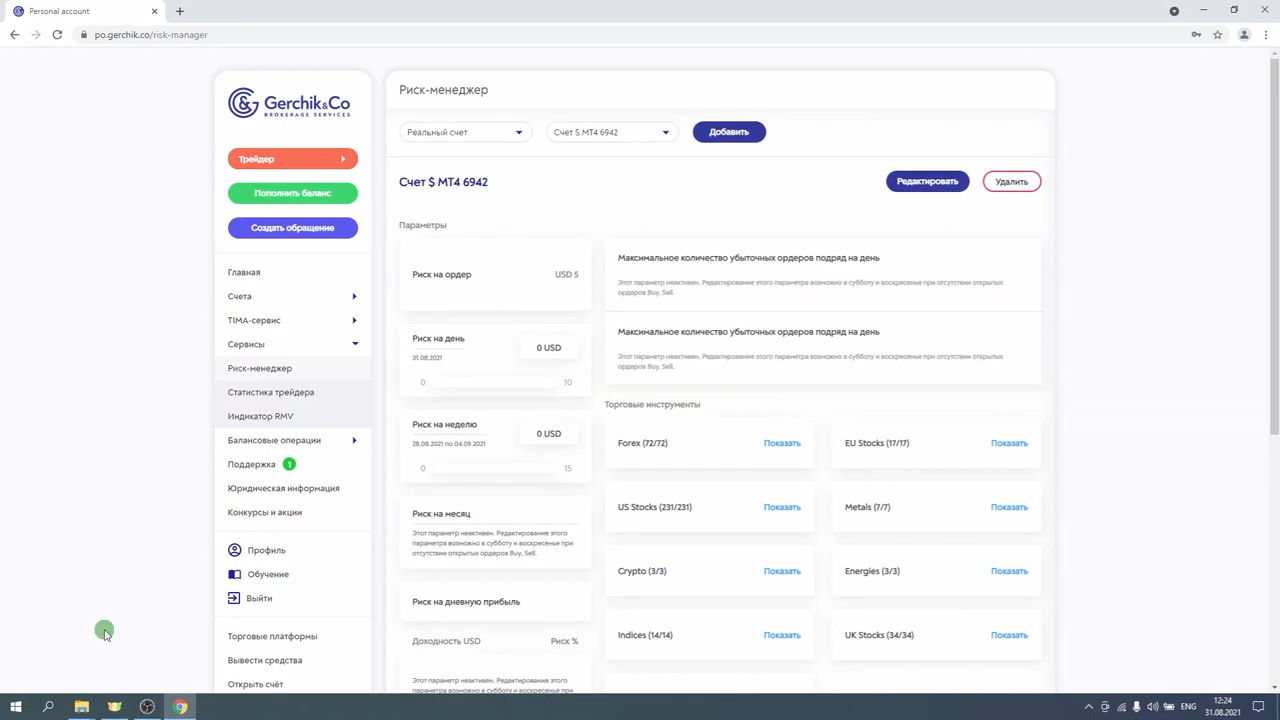 Personal account
po.gerchik.co/risk-manager
Gerchik&Co
BROKERAGE SERVICES
Трейдер
Пополнить баланс
Создать обращение
Главная
Счета
TIMA-сервис
Сервисы
Риск-менеджер
Статистика трейдера
Индикатор RMV
Балансовые операции
Поддержка 1
Юридическая информация
Конкурсы и акции
Профиль
Обучение
Выйти
Торговые платформы
Вывести средства
Открыть счёт
Риск-менеджер
Реальный счет
Счет $ MT4 6942
Добавить
Счет $ MT4 6942
Редактировать
Удалить
Параметры
Риск на ордер
USD 5
Риск на день
31.08.2021
0 USD
0
10
Риск на неделю
28.08.2021 по 04.09.2021
0 USD
0
15
Риск на месяц
Этот параметр неактивен. Редактирование этого
параметра возможно в субботу и воскресенье при
отсутствии открытых ордеров Buy, Sell.
Риск на дневную прибыль
Доходность USD
Риск %
Этот параметр неактивен. Редактирование этого
параметра возможно в субботу и воскресенье при
Максимальное количество убыточных ордеров подряд на день
Этот параметр неактивен. Редактирование этого параметра возможно в субботу и воскресенье при отсутствии открытых
ордеров Buy, Sell.
Максимальное количество убыточных ордеров подряд на день
Этот параметр неактивен. Редактирование этого параметра возможно в субботу и воскресенье при отсутствии открытых
ордеров Buy, Sell.
Торговые инструменты
Forex (72/72)
Показать
EU Stocks (17/17)
Показать
US Stocks (231/231)
Показать
Metals (7/7)
Показать
Crypto (3/3)
Показать
Energies (3/3)
Показать
Indices (14/14)
Показать
UK Stocks (34/34)
Показать
ENG
12:24
31.08.2021